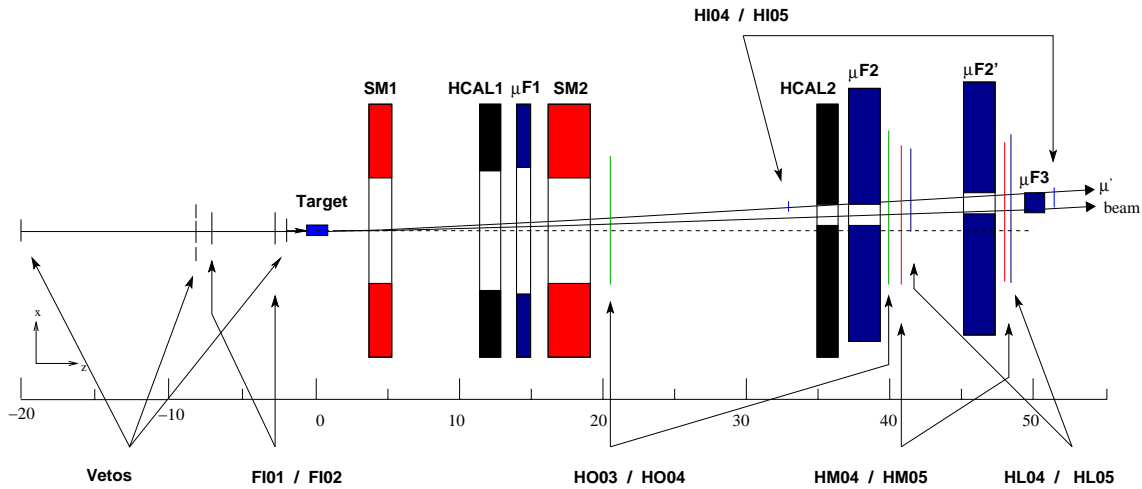 HI04 / HI05
SM1
HCAL1
μF1
SM2
HCAL2
μF2
μF2'
μF3
Target
μ'
beam
x
z
−20
−10
0
10
20
30
40
50
Vetos
FI01 / FI02
HO03 / HO04
HM04 / HM05
HL04 / HL05